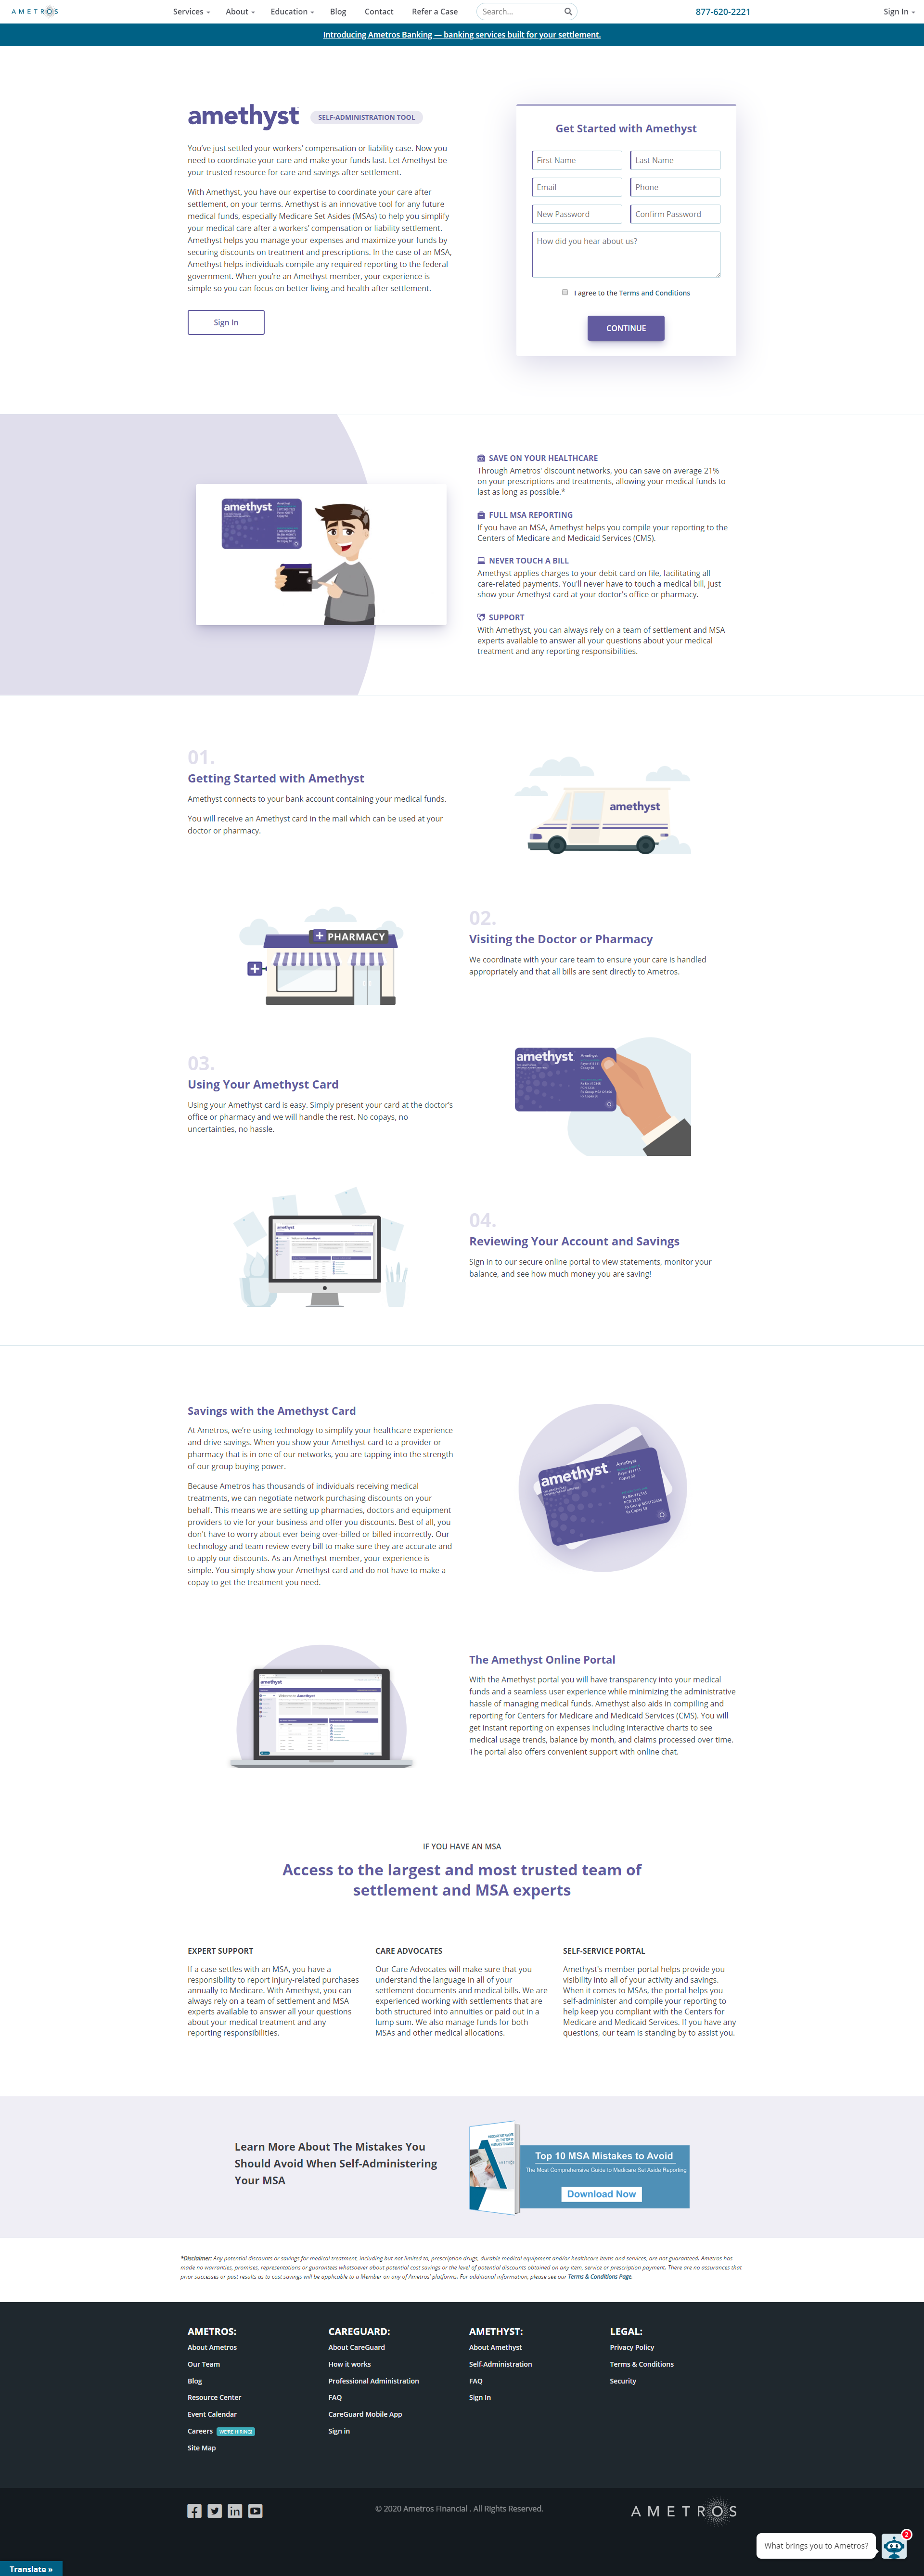 AMETROS
Services About Education Blog Contact Refer a Case Search... 877-620-2221 Sign In
Introducing Ametros Banking — banking services built for your settlement.
amethyst SELF-ADMINISTRATION TOOL
You've just settled your workers' compensation or liability case. Now you
need to coordinate your care and make your funds last. Let Amethyst be
your trusted resource for care and savings after settlement.
With Amethyst, you have our expertise to coordinate your care after
settlement, on your terms. Amethyst is an innovative tool for any future
medical funds, especially Medicare Set Asides (MSAs) to help you simplify
your medical care after a workers' compensation or liability settlement.
Amethyst helps you manage your expenses and maximize your funds by
securing discounts on treatment and prescriptions. In the case of an MSA,
Amethyst helps individuals compile any required reporting to the federal
government. When you're an Amethyst member, your experience is
simple so you can focus on better living and health after settlement.
Sign In
Get Started with Amethyst
First Name Last Name
Email Phone
New Password Confirm Password
How did you hear about us?
I agree to the Terms and Conditions
CONTINUE
amethyst
SAVE ON YOUR HEALTHCARE
Through Ametros' discount networks, you can save on average 21%
on your prescriptions and treatments, allowing your medical funds to
last as long as possible.*
FULL MSA REPORTING
If you have an MSA, Amethyst helps you compile your reporting to the
Centers of Medicare and Medicaid Services (CMS).
NEVER TOUCH A BILL
Amethyst applies charges to your debit card on file, facilitating all
care-related payments. You'll never have to touch a medical bill, just
show your Amethyst card at your doctor's office or pharmacy.
SUPPORT
With Amethyst, you can always rely on a team of settlement and MSA
experts available to answer all your questions about your medical
treatment and any reporting responsibilities.
01.
Getting Started with Amethyst
Amethyst connects to your bank account containing your medical funds.
You will receive an Amethyst card in the mail which can be used at your
doctor or pharmacy.
amethyst
PHARMACY
02.
Visiting the Doctor or Pharmacy
We coordinate with your care team to ensure your care is handled
appropriately and that all bills are sent directly to Ametros.
03.
Using Your Amethyst Card
Using your Amethyst card is easy. Simply present your card at the doctor's
office or pharmacy and we will handle the rest. No copays, no
uncertainties, no hassle.
amethyst
amethyst
04.
Reviewing Your Account and Savings
Sign in to our secure online portal to view statements, monitor your
balance, and see how much money you are saving!
Savings with the Amethyst Card
At Ametros, we're using technology to simplify your healthcare experience
and drive savings. When you show your Amethyst card to a provider or
pharmacy that is in one of our networks, you are tapping into the strength
of our group buying power.
Because Ametros has thousands of individuals receiving medical
treatments, we can negotiate network purchasing discounts on your
behalf. This means we are setting up pharmacies, doctors and equipment
providers to vie for your business and offer you discounts. Best of all, you
don't have to worry about ever being over-billed or billed incorrectly. Our
technology and team review every bill to make sure they are accurate and
to apply our discounts. As an Amethyst member, your experience is
simple. You simply show your Amethyst card and do not have to make a
copay to get the treatment you need.
amethyst
amethyst
The Amethyst Online Portal
With the Amethyst portal you will have transparency into your medical
funds and a seamless user experience while minimizing the administrative
hassle of managing medical funds. Amethyst also aids in compiling and
reporting for Centers for Medicare and Medicaid Services (CMS). You will
get instant reporting on expenses including interactive charts to see
medical usage trends, balance by month, and claims processed over time.
The portal also offers convenient support with online chat.
IF YOU HAVE AN MSA
Access to the largest and most trusted team of
settlement and MSA experts
EXPERT SUPPORT
If a case settles with an MSA, you have a
responsibility to report injury-related purchases
annually to Medicare. With Amethyst, you can
always rely on a team of settlement and MSA
experts available to answer all your questions
about your medical treatment and any
reporting responsibilities.
CARE ADVOCATES
Our Care Advocates will make sure that you
understand the language in all of your
settlement documents and medical bills. We are
experienced working with settlements that are
both structured into annuities or paid out in a
lump sum. We also manage funds for both
MSAs and other medical allocations.
SELF-SERVICE PORTAL
Amethyst's member portal helps provide you
visibility into all of your activity and savings.
When it comes to MSAs, the portal helps you
self-administer and compile your reporting to
help keep you compliant with the Centers for
Medicare and Medicaid Services. If you have any
questions, our team is standing by to assist you.
Learn More About The Mistakes You
Should Avoid When Self-Administering
Your MSA
Top 10 MSA Mistakes to Avoid
The Most Comprehensive Guide to Medicare Set Aside Reporting
Download Now
*Disclaimer: Any potential discounts or savings for medical treatment, including but not limited to, prescription drugs, durable medical equipment and/or healthcare items and services, are not guaranteed. Ametros has
made no warranties, promises, representations or guarantees whatsoever about potential cost savings or the level of potential discounts obtained on any item, service or prescription payment. There are no assurances that
prior successes or past results as to cost savings will be applicable to a Member on any of Ametros' platforms. For additional information, please see our Terms & Conditions Page.
AMETROS:
About Ametros
Our Team
Blog
Resource Center
Event Calendar
Careers WE'RE HIRING!
Site Map
CAREGUARD:
About CareGuard
How it works
Professional Administration
FAQ
CareGuard Mobile App
Sign in
AMETHYST:
About Amethyst
Self-Administration
FAQ
Sign In
LEGAL:
Privacy Policy
Terms & Conditions
Security
© 2020 Ametros Financial . All Rights Reserved.
AMETROS
What brings you to Ametros?
2
Translate »